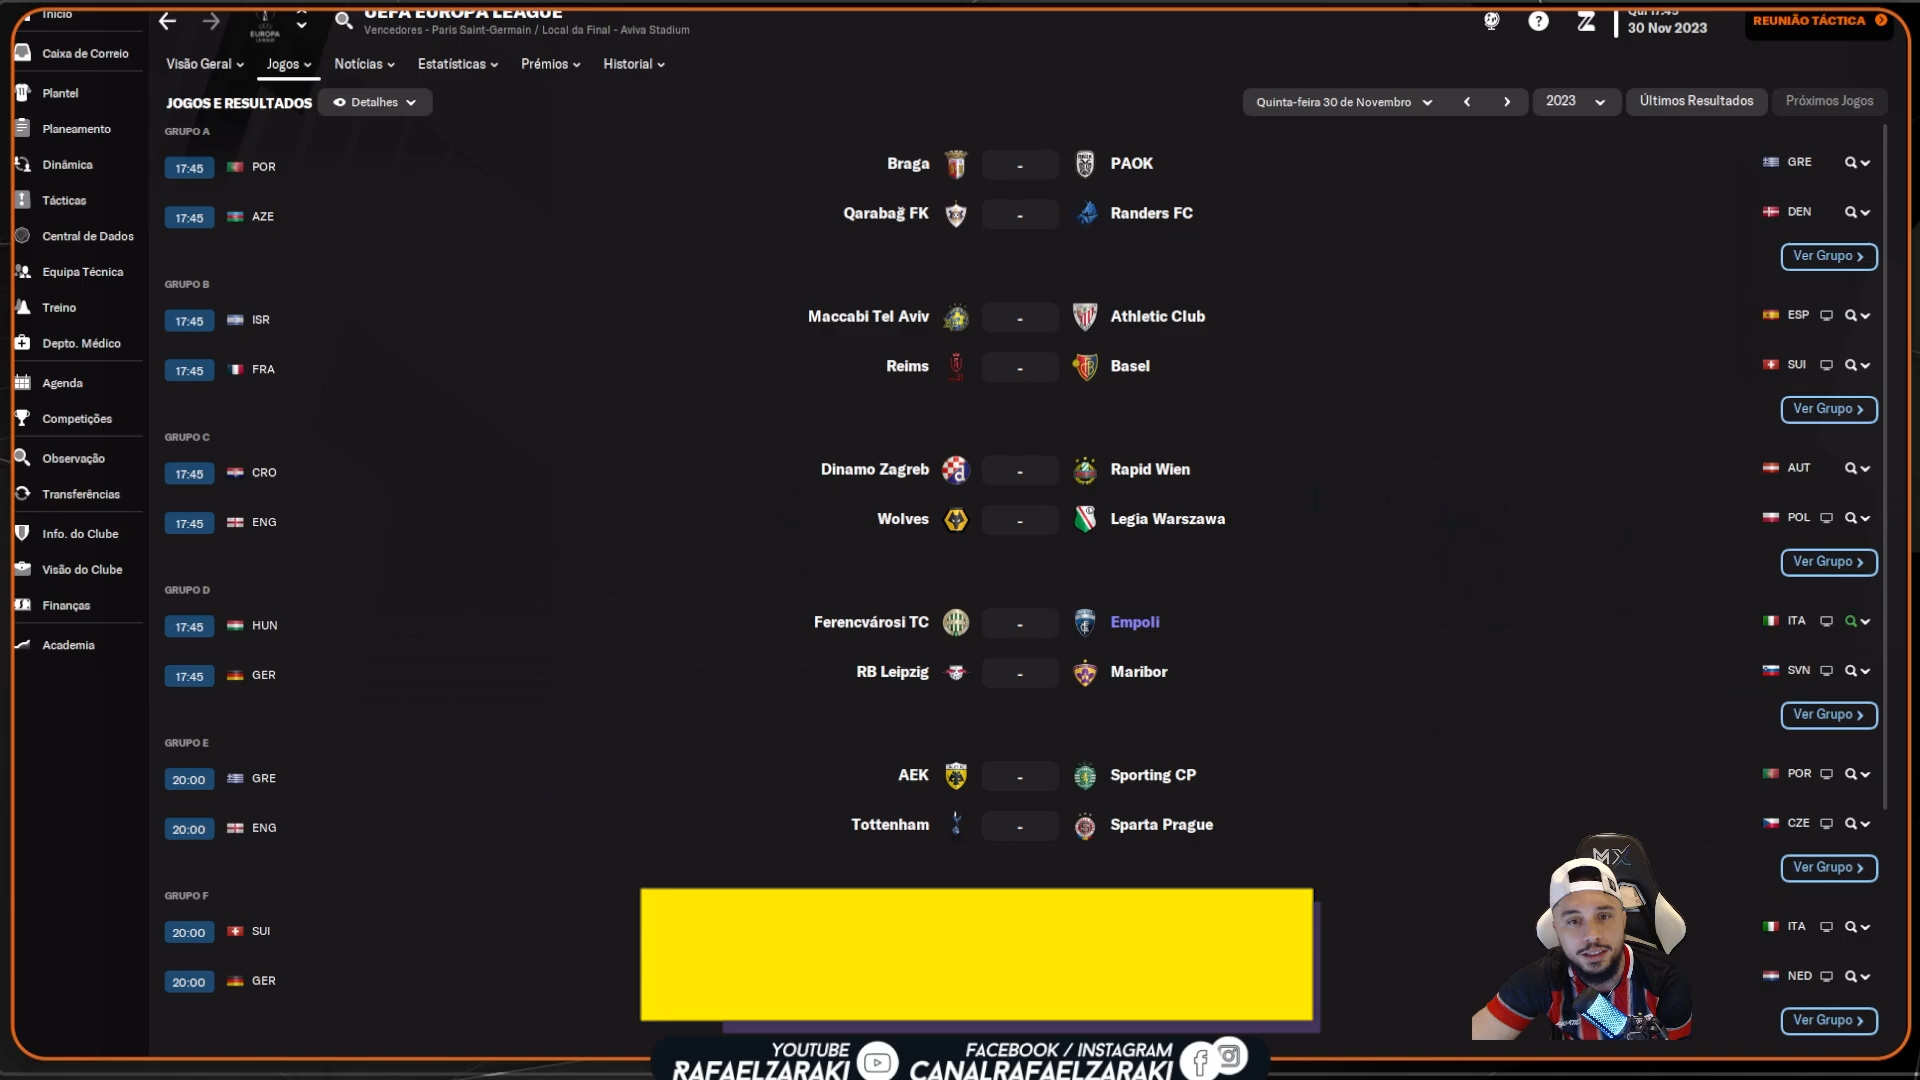 Início
UEFA EUROPA LEAGUE
Vencedores - Paris Saint-Germain / Local da Final - Aviva Stadium
Qui 17:45
30 Nov 2023
REUNIÃO TÁCTICA
EUROPA
LEAGUE
Caixa de Correio
Visão Geral
Jogos
Notícias
Estatísticas
Prémios
Historial
Plantel
JOGOS E RESULTADOS
Detalhes
Quinta-feira 30 de Novembro
2023
Últimos Resultados
Próximos Jogos
Planeamento
Dinâmica
Tácticas
Central de Dados
Equipa Técnica
Treino
Depto. Médico
Agenda
Competições
Observação
Transferências
Info. do Clube
Visão do Clube
Finanças
Academia
GRUPO A
17:45 POR Braga - PAOK GRE
17:45 AZE Qarabağ FK - Randers FC DEN
Ver Grupo
GRUPO B
17:45 ISR Maccabi Tel Aviv - Athletic Club ESP
17:45 FRA Reims - Basel SUI
Ver Grupo
GRUPO C
17:45 CRO Dinamo Zagreb - Rapid Wien AUT
17:45 ENG Wolves - Legia Warszawa POL
Ver Grupo
GRUPO D
17:45 HUN Ferencvárosi TC - Empoli ITA
17:45 GER RB Leipzig - Maribor SVN
Ver Grupo
GRUPO E
20:00 GRE AEK - Sporting CP POR
20:00 ENG Tottenham - Sparta Prague CZE
Ver Grupo
GRUPO F
20:00 SUI ITA
20:00 GER NED
Ver Grupo
MX
YOUTUBE
RAFAELZARAKI
FACEBOOK / INSTAGRAM
CANALRAFAELZARAKI